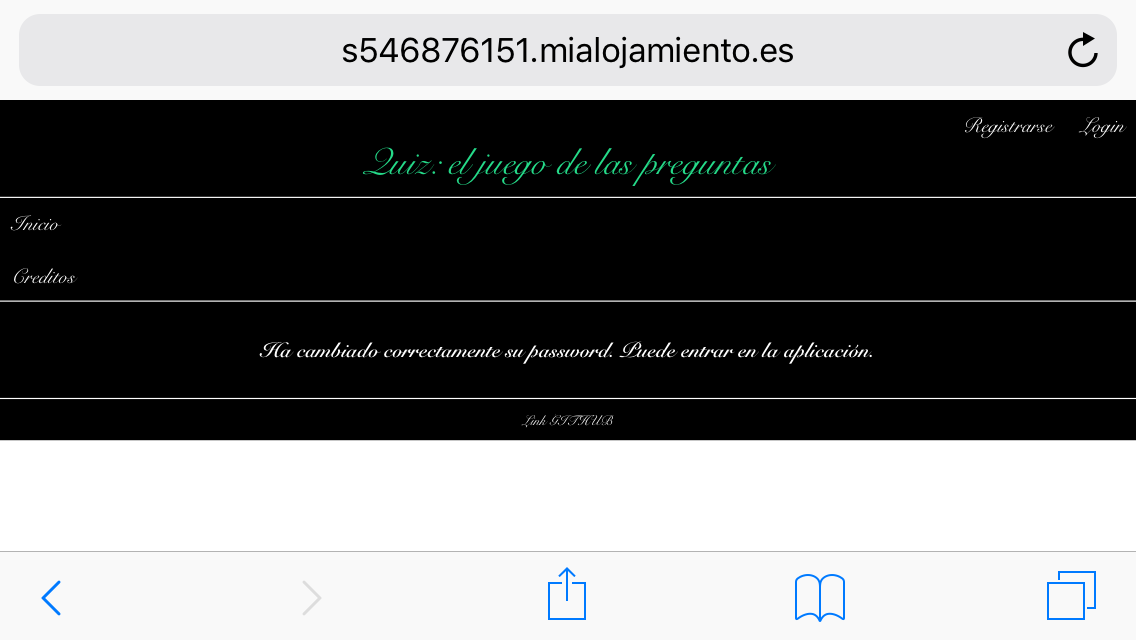 s546876151.mialojamiento.es
Registrarse Login
Quiz: el juego de las preguntas
Inicio
Creditos
Ha cambiado correctamente su password. Puede entrar en la aplicación.
Link GITHUB